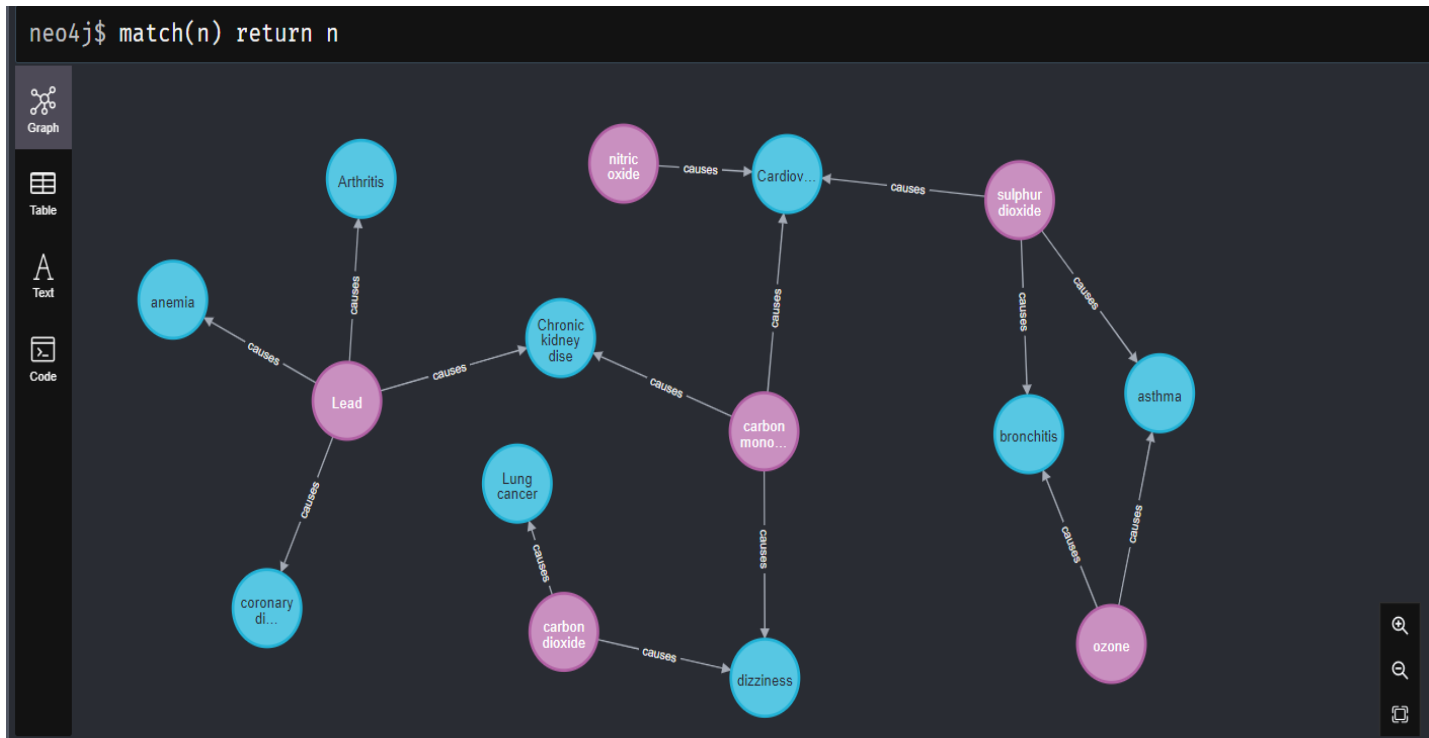 neo4j$ match(n) return n
Graph
Table
Text
Code
nitric
oxide
causes
Cardiov...
causes
sulphur
dioxide
Arthritis
causes
anemia
causes
Lead
causes
Chronic
kidney
dise
causes
carbon
mono...
causes
causes
causes
asthma
bronchitis
causes
coronary
di...
Lung
cancer
causes
carbon
dioxide
causes
causes
dizziness
causes
causes
ozone